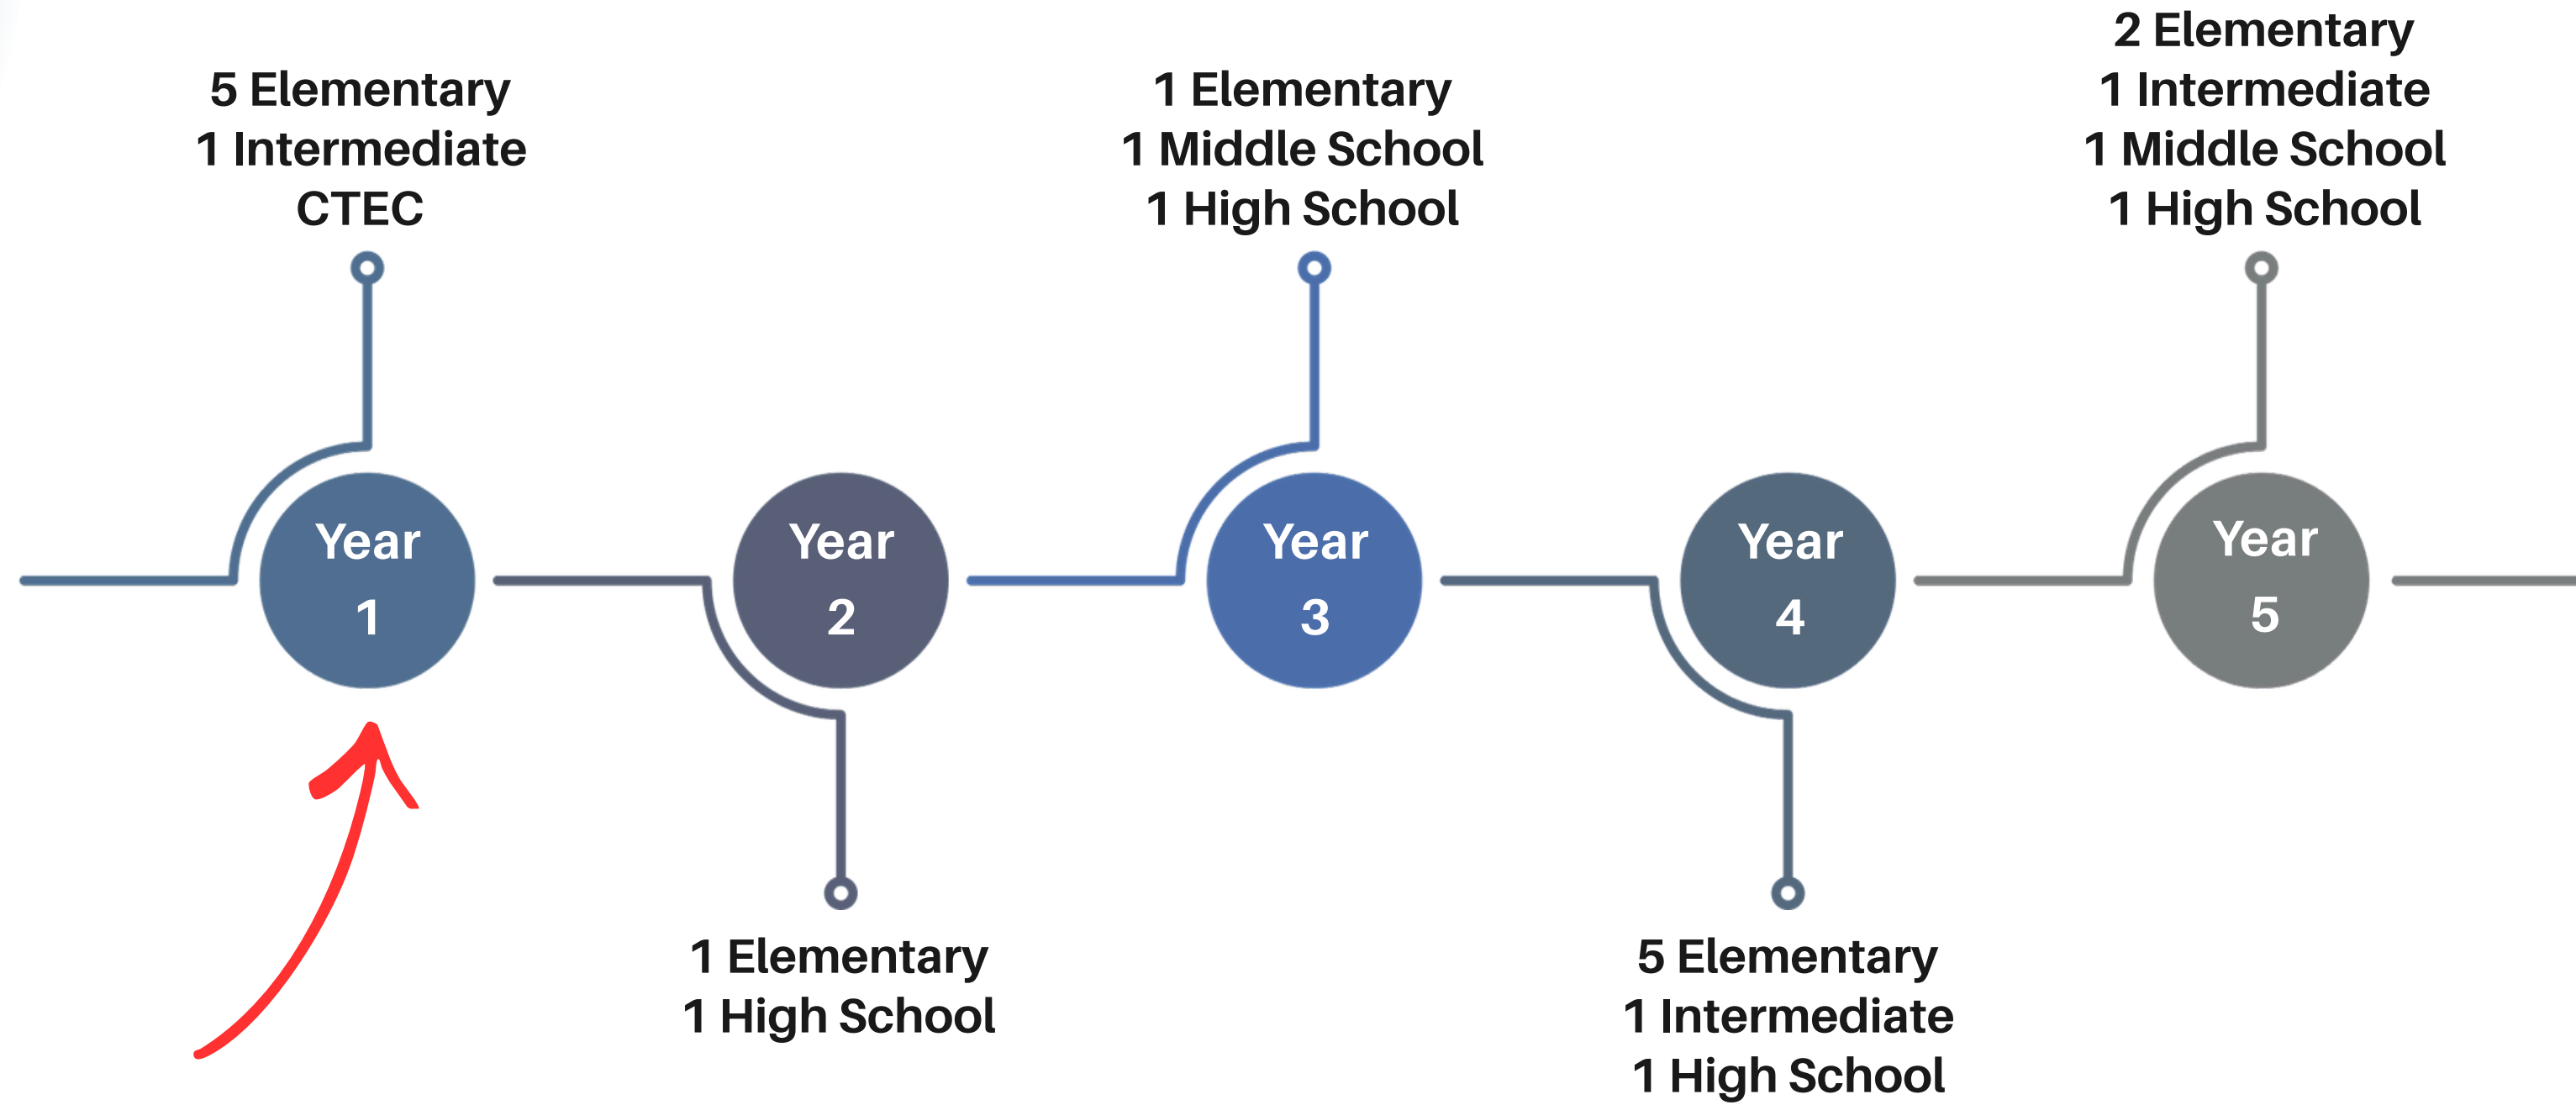 5 Elementary
1 Intermediate
CTEC
Year
1
1 Elementary
1 High School
Year
2
1 Elementary
1 Middle School
1 High School
Year
3
5 Elementary
1 Intermediate
1 High School
Year
4
2 Elementary
1 Intermediate
1 Middle School
1 High School
Year
5